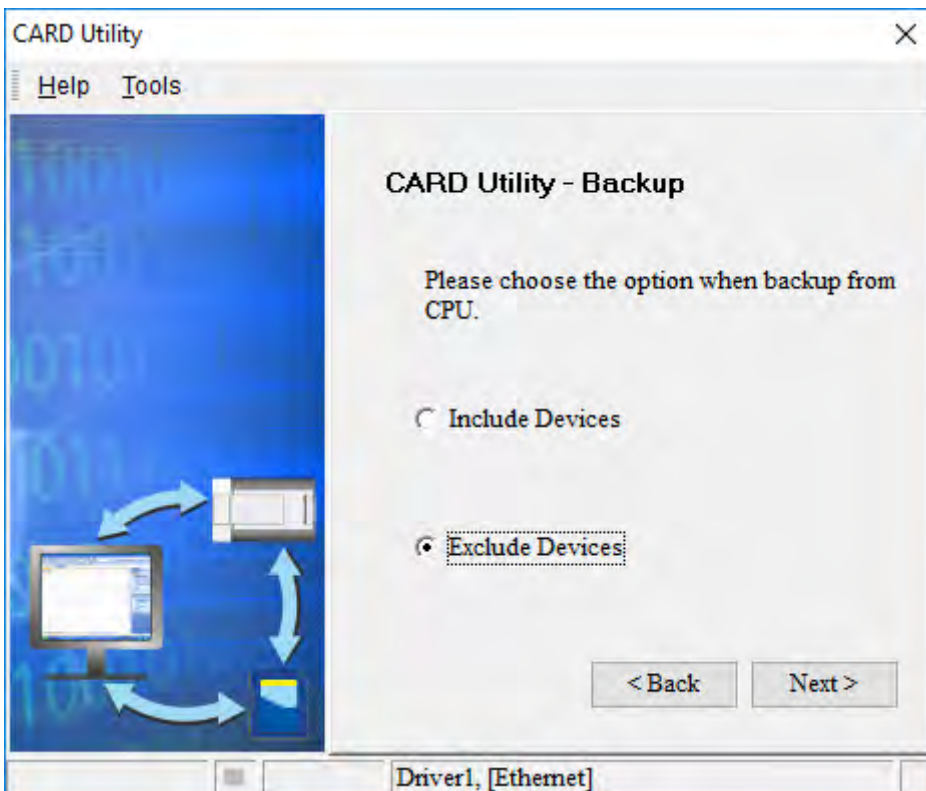 CARD Utility
Help Tools
CARD Utility - Backup
Please choose the option when backup from
CPU.
Include Devices
Exclude Devices
< Back Next >
Driver1, [Ethernet]